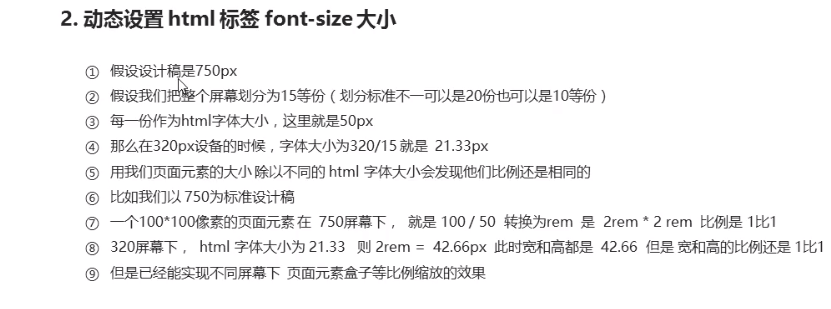 2. 动态设置 html 标签 font-size 大小
① 假设设计稿是750px
② 假设我们把整个屏幕划分为15等份（划分标准不一可以是20份也可以是10等份）
③ 每一份作为html字体大小，这里就是50px
④ 那么在320px设备的时候，字体大小为320/15 就是 21.33px
⑤ 用我们页面元素的大小 除以不同的 html 字体大小会发现他们比例还是相同的
⑥ 比如我们以 750为标准设计稿
⑦ 一个100*100像素的页面元素 在 750屏幕下， 就是 100 / 50 转换为rem 是 2rem * 2 rem 比例是 1比1
⑧ 320屏幕下， html 字体大小为 21.33 则 2rem = 42.66px 此时宽和高都是 42.66 但是 宽和高的比例还是 1比1
⑨ 但是已经能实现不同屏幕下 页面元素盒子等比例缩放的效果